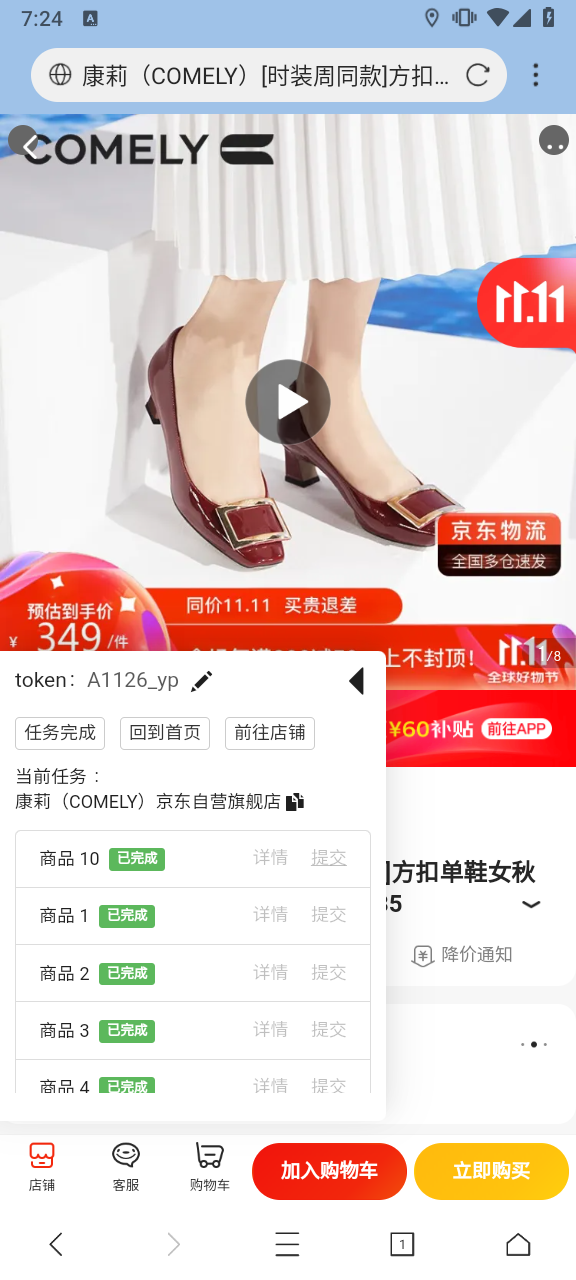 7:24
A
康莉（COMELY）[时装周同款]方扣...
COMELY
11.11
京东物流
全国多仓速发
预估到手价
¥ 349 /件
同价11.11 买贵退差
上不封顶！
11.11
全球好物节
/8
token： A1126_yp
¥60补贴 前往APP
任务完成 回到首页 前往店铺
当前任务：
康莉（COMELY）京东自营旗舰店
商品 10 已完成 详情 提交
]方扣单鞋女秋
35
商品 1 已完成 详情 提交
降价通知
商品 2 已完成 详情 提交
商品 3 已完成 详情 提交
商品 4 已完成 详情 提交
店铺 客服 购物车 加入购物车 立即购买
1